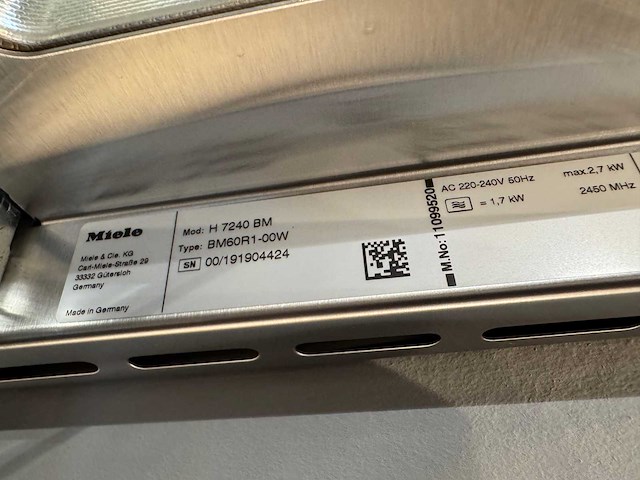 Miele
Miele & Cie. KG
Carl-Miele-Straße 29
33332 Gütersloh
Germany
Made in Germany
Mod: H 7240 BM
Type: BM60R1-00W
SN 00/191904424
M.No: 11099520
AC 220-240V 50Hz
= 1,7 kW
max.2,7 kW
2450 MHz